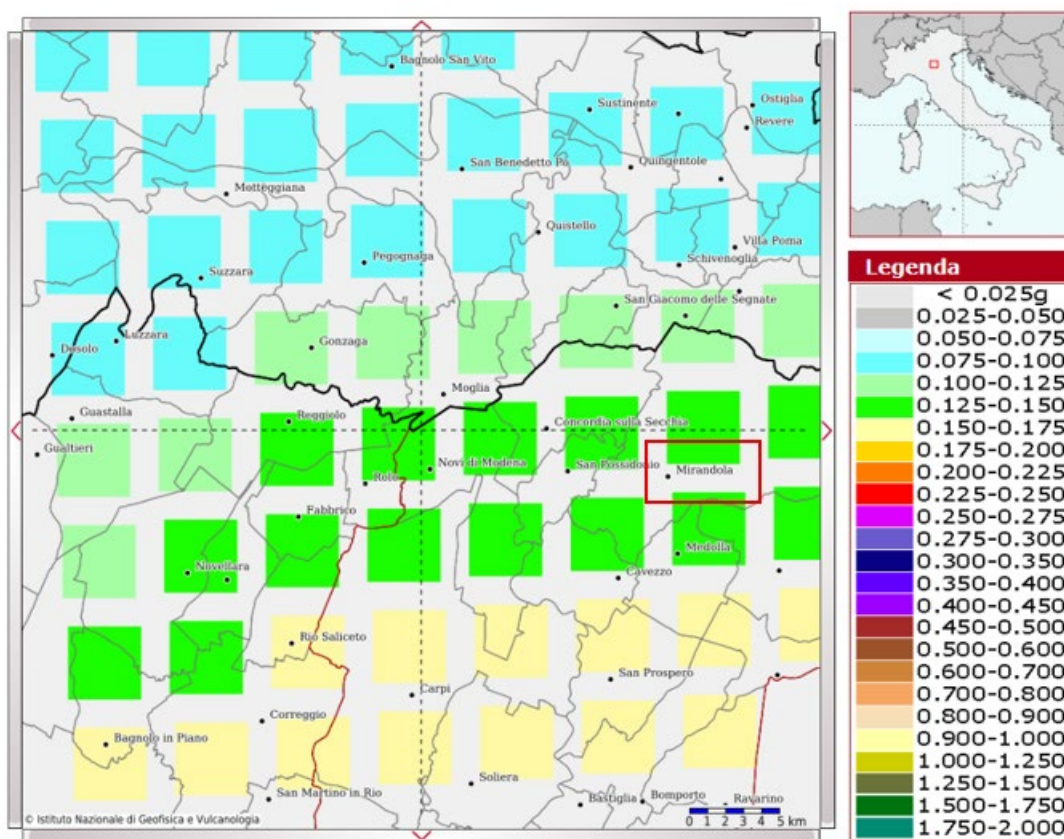 Bagnolo San Vito
Sustinente
Ostiglia
Revere
San Benedetto Po
Quingentole
Motteggiana
Quistello
Villa Poma
Pegognaga
Schivenoglia
Suzzara
San Giacomo delle Segnate
Luzzara
Dosolo
Gonzaga
Moglia
Guastalla
Reggiolo
Concordia sulla Secchia
Gualtieri
Novi di Modena
San Possidonio
Mirandola
Rolo
Fabbrico
Medolla
Novellara
Cavezzo
Rio Saliceto
San Prospero
Carpi
Correggio
Bagnolo in Piano
Soliera
San Martino in Rio
Bastiglia
Bomporto
Ravarino
© Istituto Nazionale di Geofisica e Vulcanologia
0 1 2 3 4 5 km
Legenda
< 0.025g
0.025-0.050
0.050-0.075
0.075-0.100
0.100-0.125
0.125-0.150
0.150-0.175
0.175-0.200
0.200-0.225
0.225-0.250
0.250-0.275
0.275-0.300
0.300-0.350
0.350-0.400
0.400-0.450
0.450-0.500
0.500-0.600
0.600-0.700
0.700-0.800
0.800-0.900
0.900-1.000
1.000-1.250
1.250-1.500
1.500-1.750
1.750-2.000